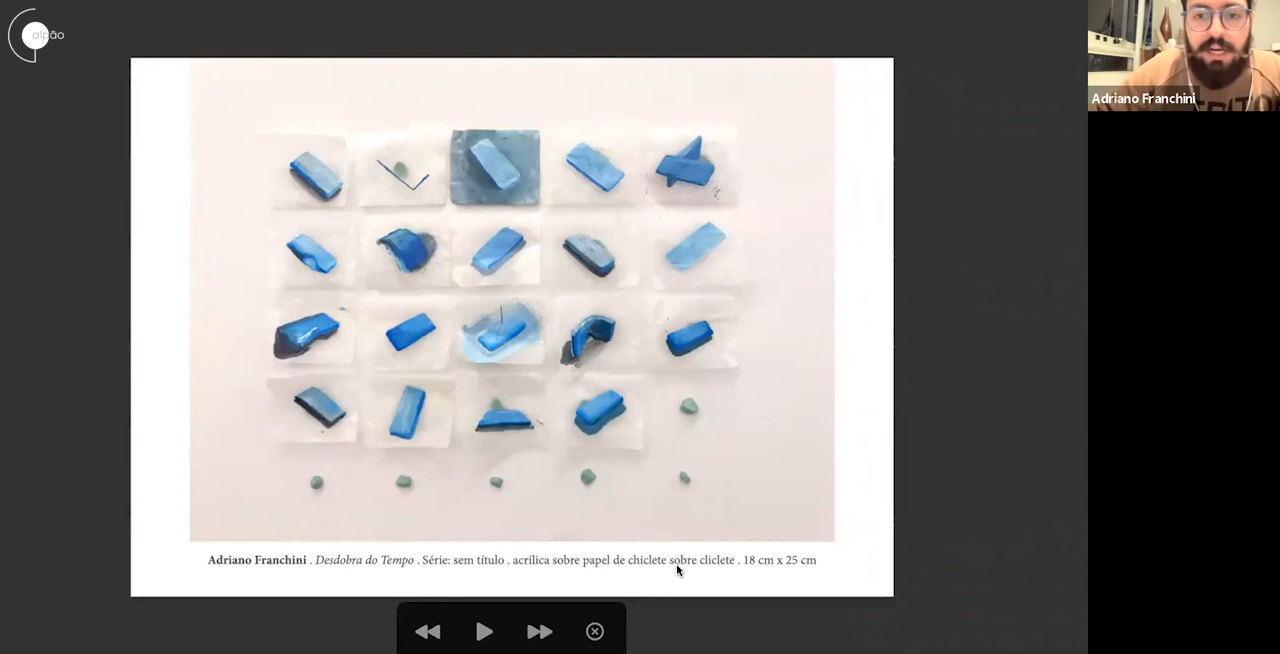 alpão
Adriano Franchini
Adriano Franchini . Desdobra do Tempo . Série: sem título . acrílica sobre papel de chiclete sobre cliclete . 18 cm x 25 cm